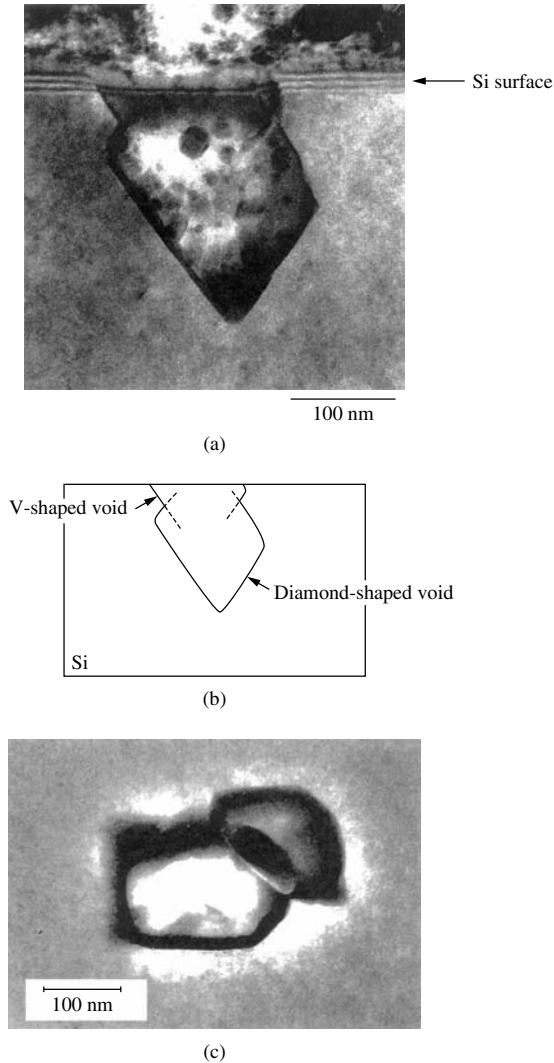 Si surface
100 nm
(a)
V-shaped void
Diamond-shaped void
Si
(b)
100 nm
(c)